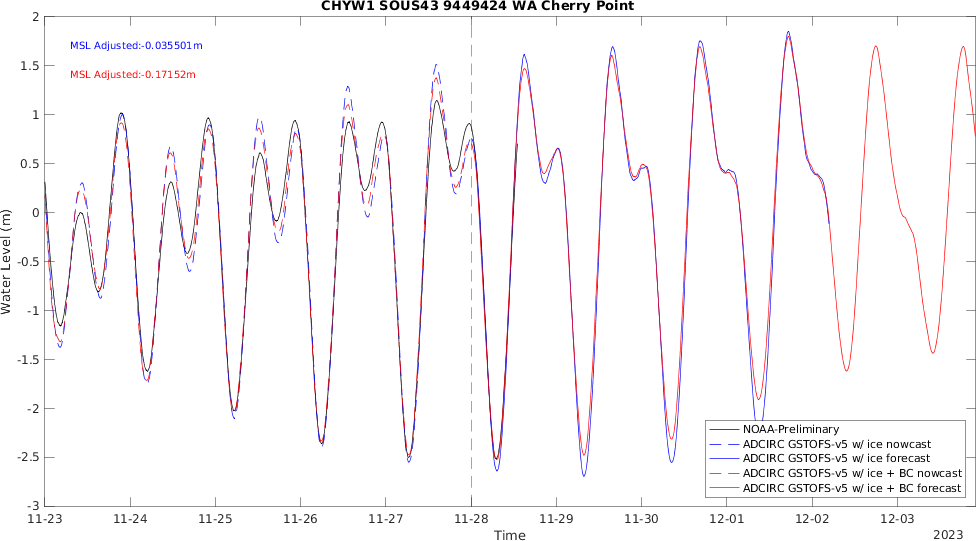 CHYW1 SOUS43 9449424 WA Cherry Point
MSL Adjusted:-0.035501m
MSL Adjusted:-0.17152m
Water Level (m)
2
1.5
1
0.5
0
-0.5
-1
-1.5
-2
-2.5
-3
NOAA-Preliminary
ADCIRC GSTOFS-v5 w/ ice nowcast
ADCIRC GSTOFS-v5 w/ ice forecast
ADCIRC GSTOFS-v5 w/ ice + BC nowcast
ADCIRC GSTOFS-v5 w/ ice + BC forecast
11-23 11-24 11-25 11-26 11-27 11-28 11-29 11-30 12-01 12-02 12-03
Time
2023